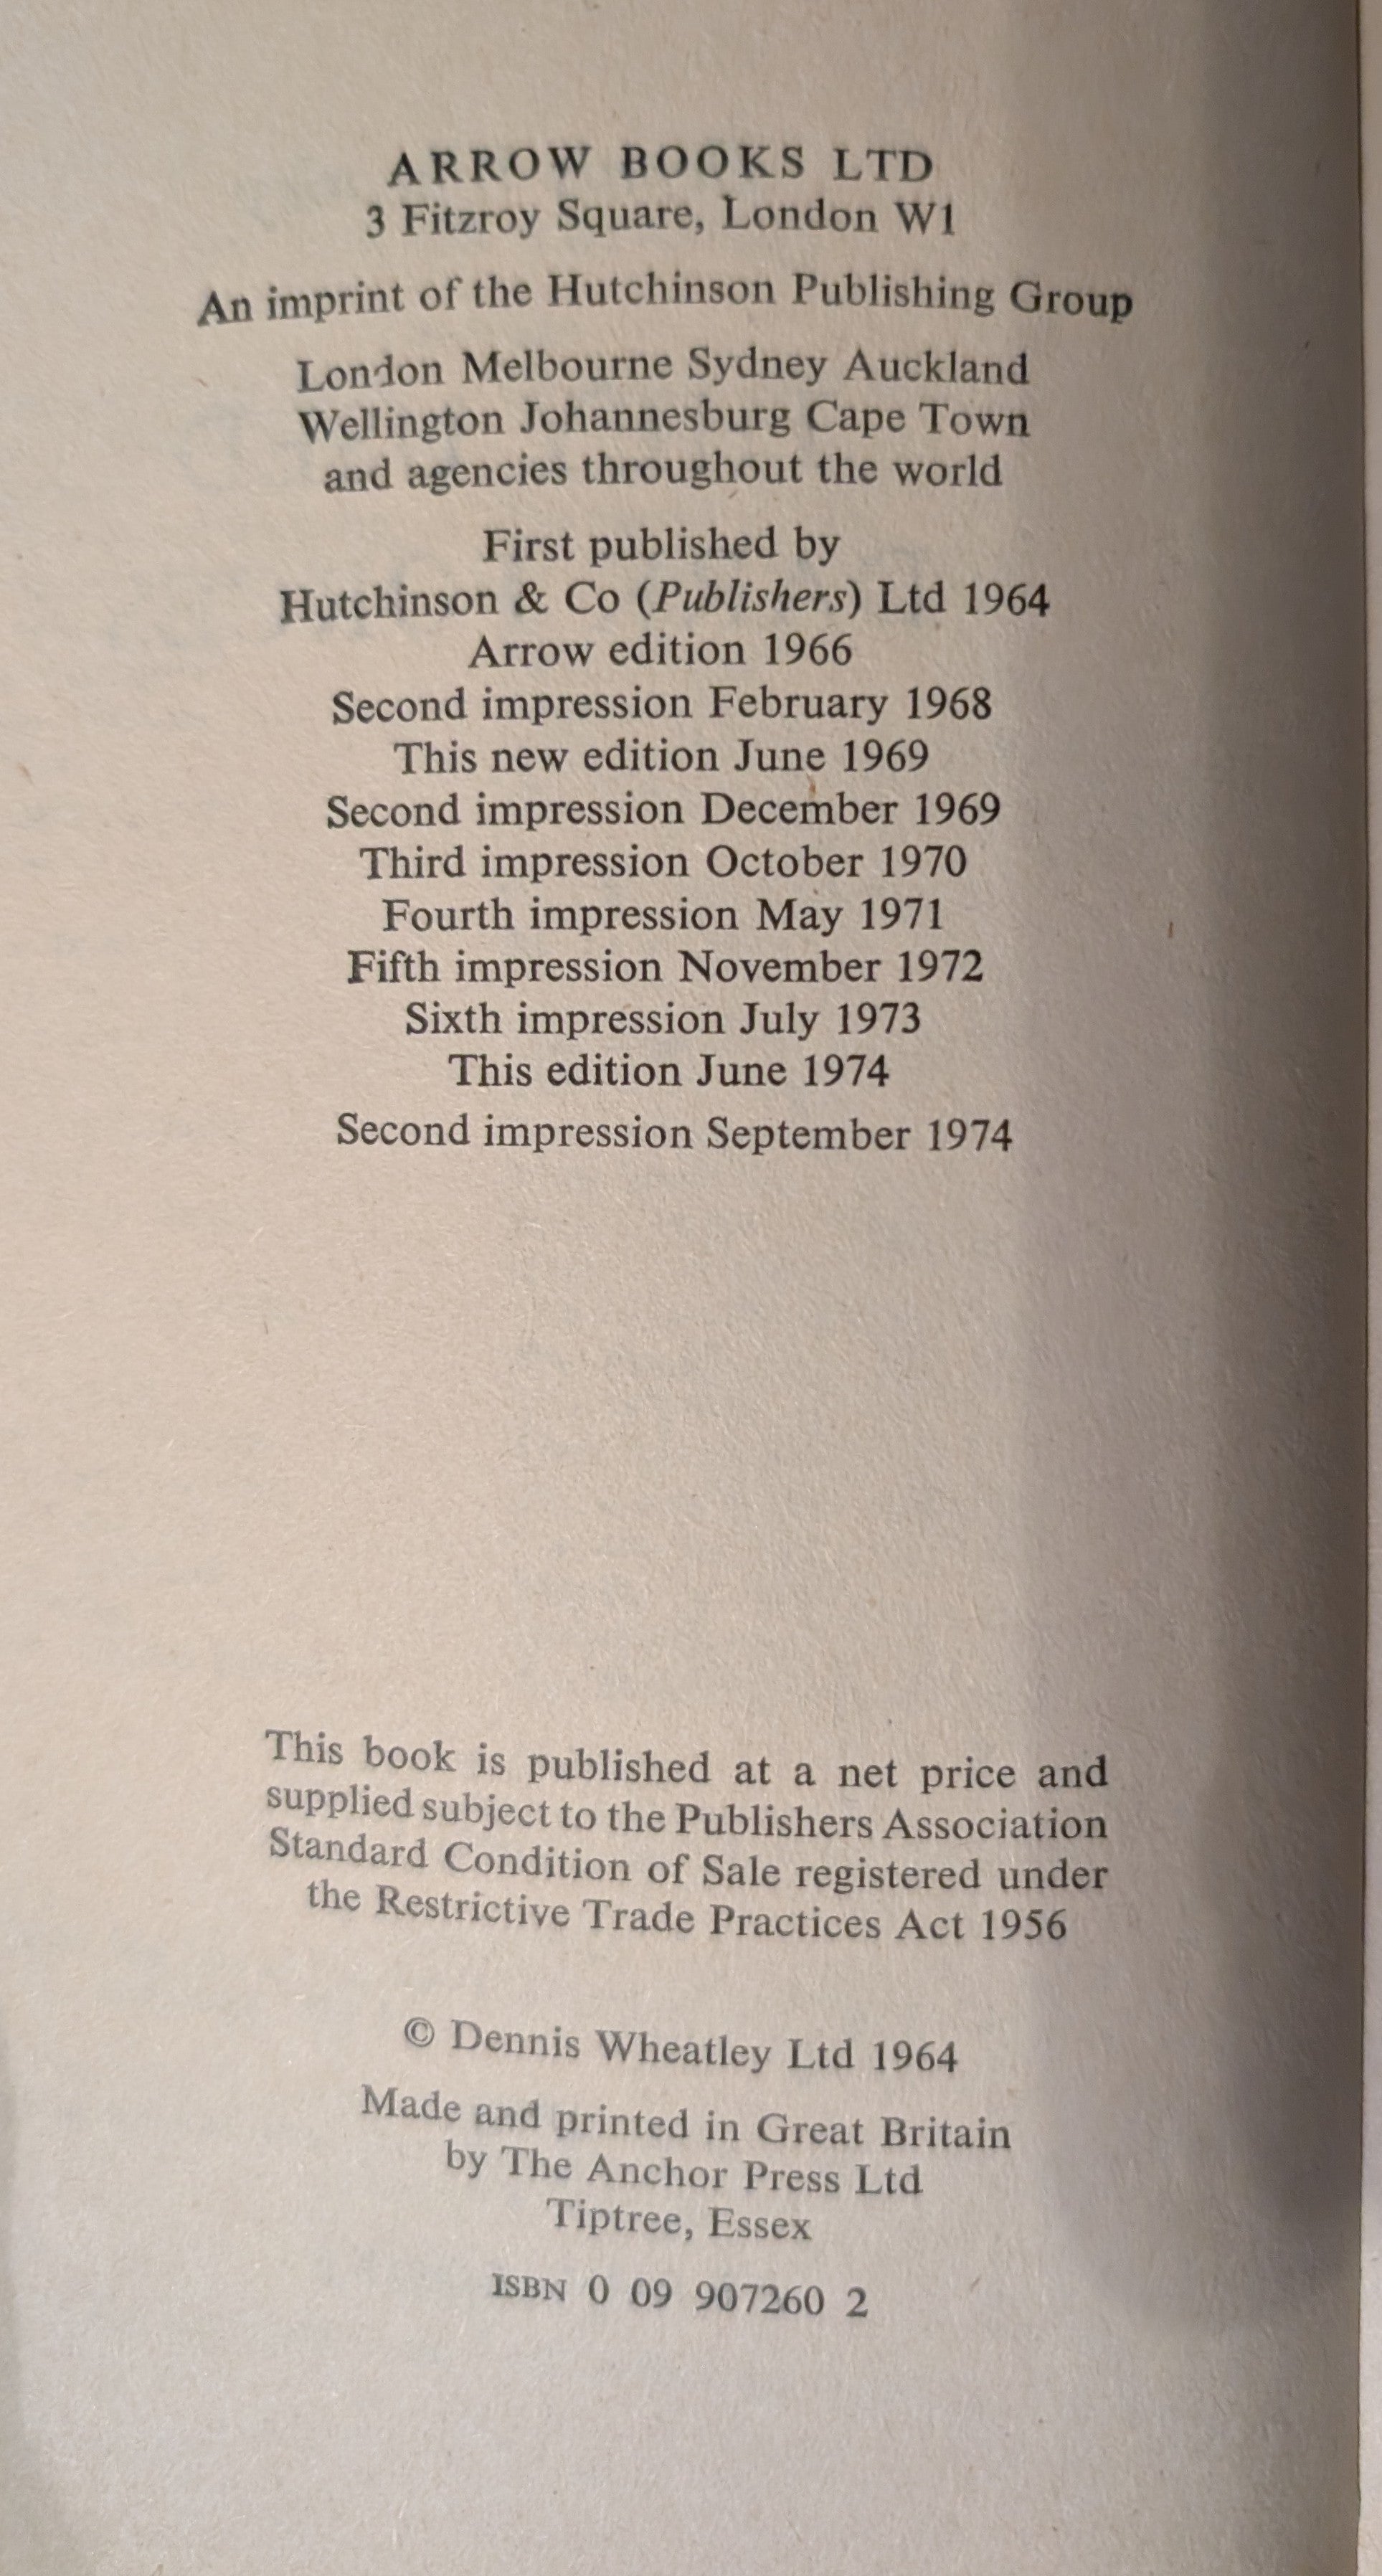 ARROW BOOKS LTD
3 Fitzroy Square, London W1
An imprint of the Hutchinson Publishing Group
London Melbourne Sydney Auckland
Wellington Johannesburg Cape Town
and agencies throughout the world
First published by
Hutchinson & Co (Publishers) Ltd 1964
Arrow edition 1966
Second impression February 1968
This new edition June 1969
Second impression December 1969
Third impression October 1970
Fourth impression May 1971
Fifth impression November 1972
Sixth impression July 1973
This edition June 1974
Second impression September 1974
This book is published at a net price and
supplied subject to the Publishers Association
Standard Condition of Sale registered under
the Restrictive Trade Practices Act 1956
© Dennis Wheatley Ltd 1964
Made and printed in Great Britain
by The Anchor Press Ltd
Tiptree, Essex
ISBN 0 09 907260 2